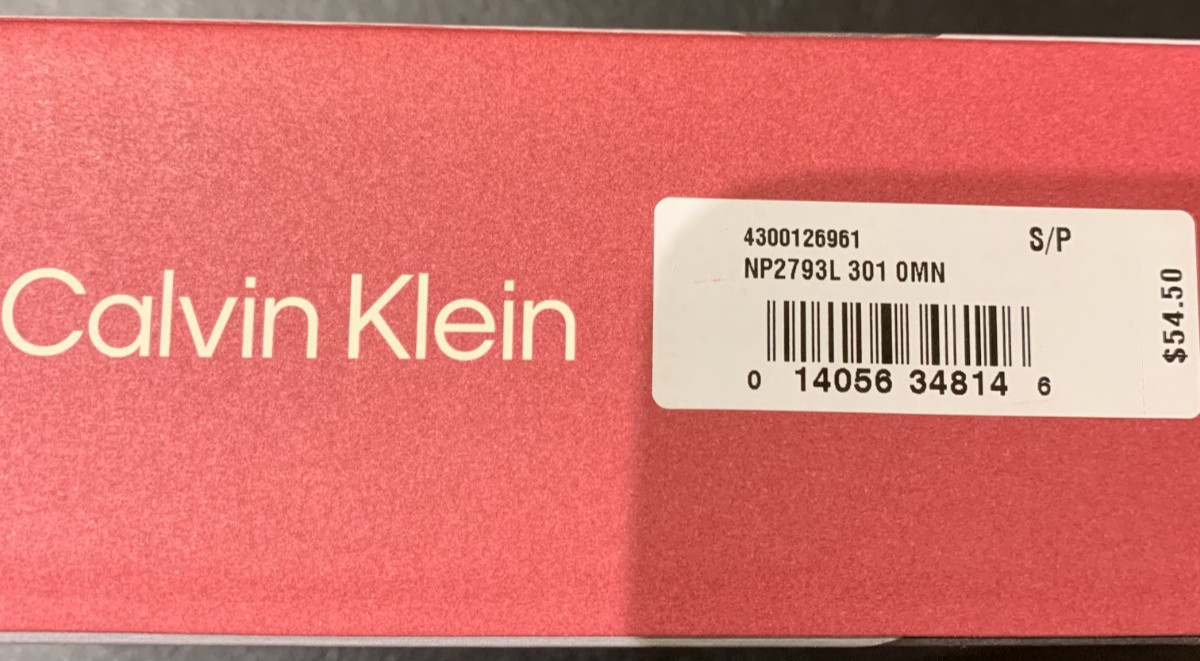 Calvin Klein
4300126961
S/P
NP2793L 301 0MN
0 14056 34814 6
$54.50